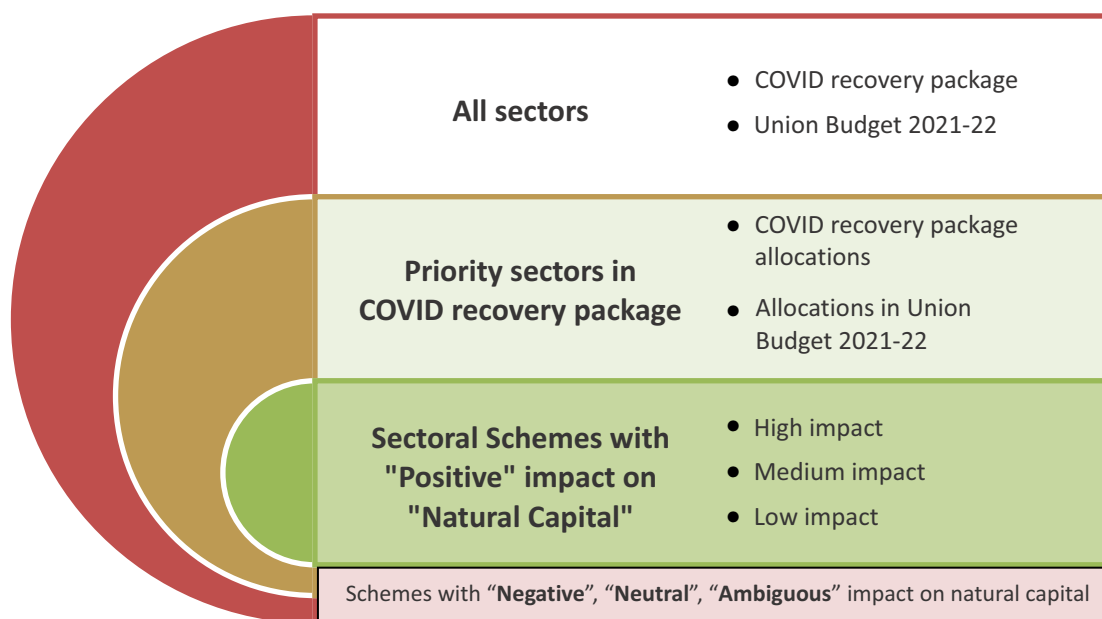 All sectors
● COVID recovery package
● Union Budget 2021-22
Priority sectors in
COVID recovery package
● COVID recovery package
allocations
● Allocations in Union
Budget 2021-22
Sectoral Schemes with
"Positive" impact on
"Natural Capital"
● High impact
● Medium impact
● Low impact
Schemes with “Negative”, “Neutral”, “Ambiguous” impact on natural capital